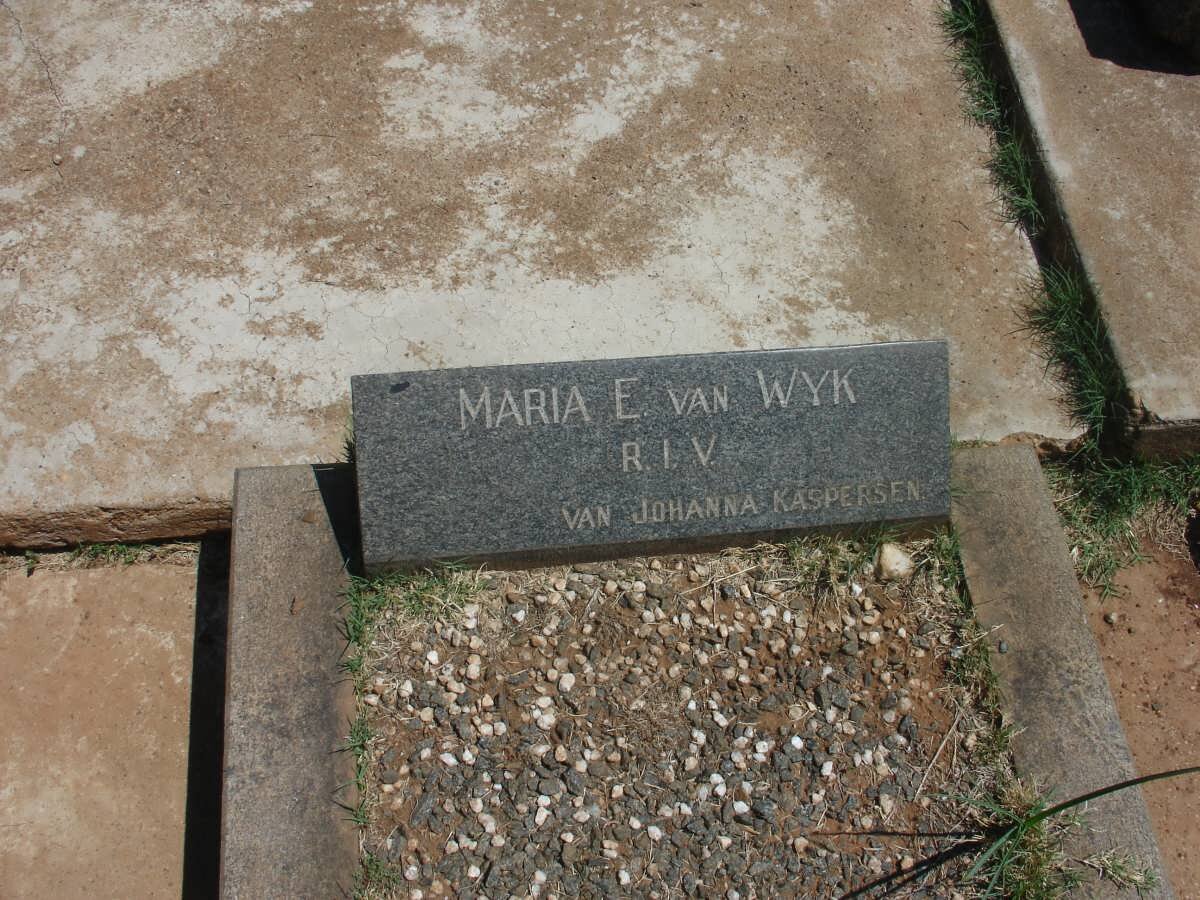 MARIA E. VAN WYK
R.I.V.
VAN JOHANNA KASPERSEN.